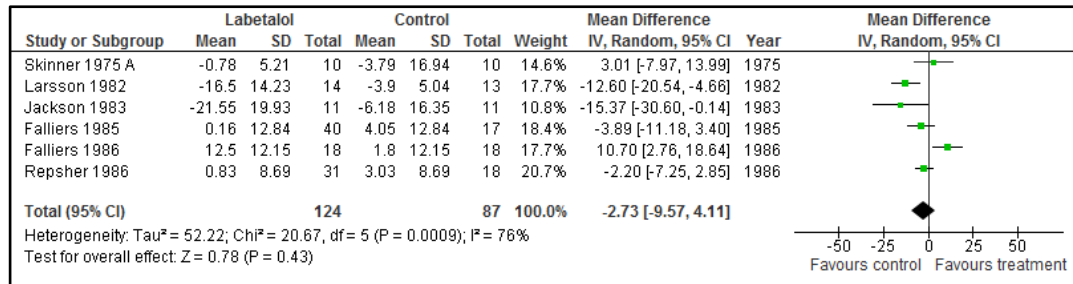 Labetalol Control Mean Difference Mean Difference
Study or Subgroup Mean SD Total Mean SD Total Weight IV, Random, 95% CI Year IV, Random, 95% CI
Skinner 1975 A -0.78 5.21 10 -3.79 16.94 10 14.6% 3.01 [-7.97, 13.99] 1975
Larsson 1982 -16.5 14.23 14 -3.9 5.04 13 17.7% -12.60 [-20.54, -4.66] 1982
Jackson 1983 -21.55 19.93 11 -6.18 16.35 11 10.8% -15.37 [-30.60, -0.14] 1983
Falliers 1985 0.16 12.84 40 4.05 12.84 17 18.4% -3.89 [-11.18, 3.40] 1985
Falliers 1986 12.5 12.15 18 1.8 12.15 18 17.7% 10.70 [2.76, 18.64] 1986
Repsher 1986 0.83 8.69 31 3.03 8.69 18 20.7% -2.20 [-7.25, 2.85] 1986
Total (95% CI) 124 87 100.0% -2.73 [-9.57, 4.11]
Heterogeneity: Tau² = 52.22; Chi² = 20.67, df = 5 (P = 0.0009); I² = 76%
Test for overall effect: Z = 0.78 (P = 0.43)
-50 -25 0 25 50
Favours control Favours treatment